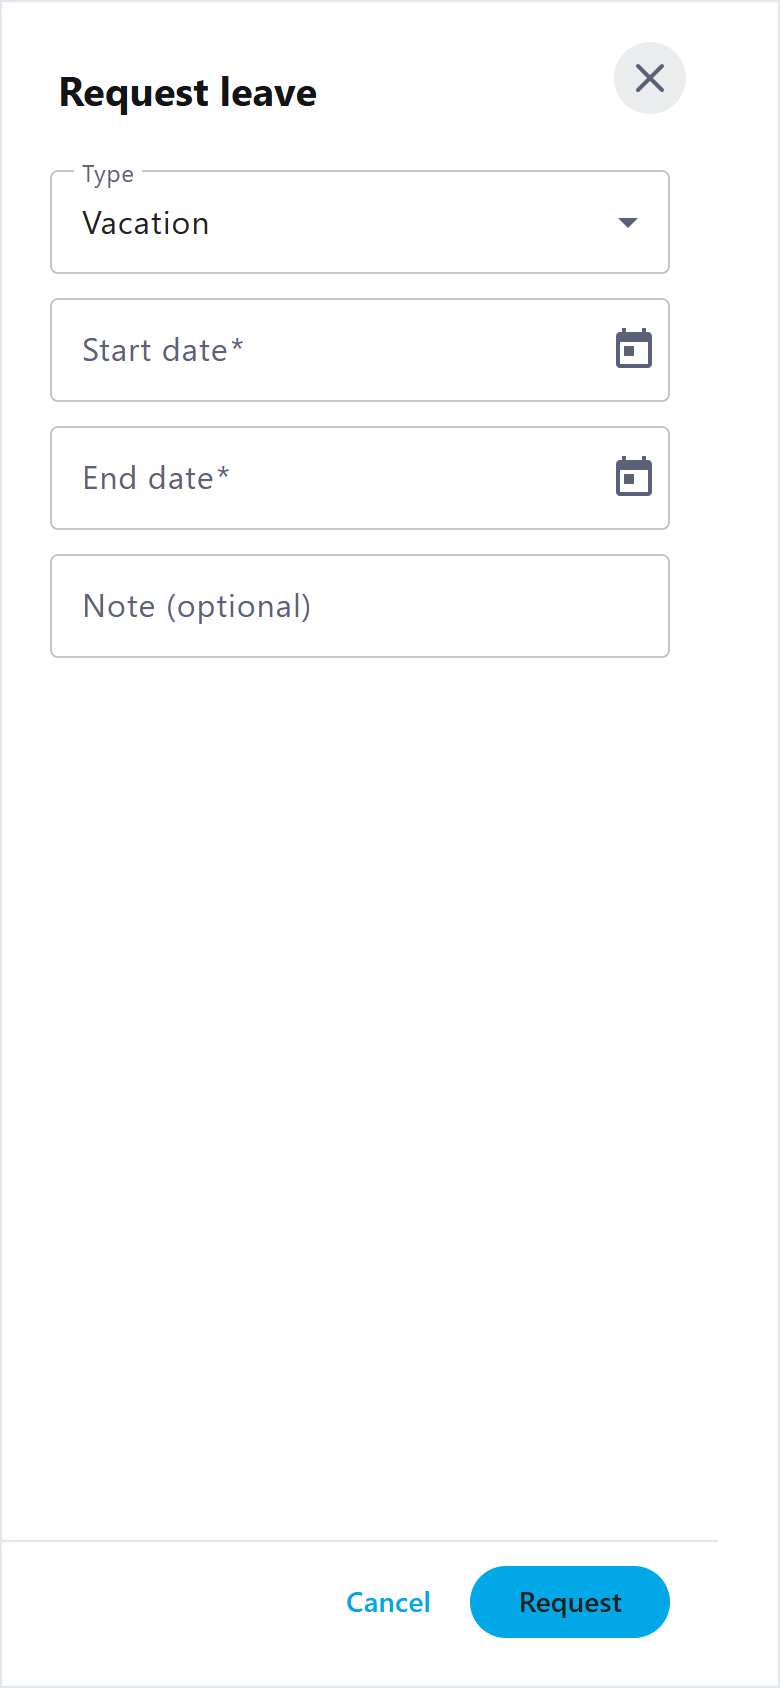 Request leave
Type
Vacation
Start date*
End date*
Note (optional)
Cancel
Request